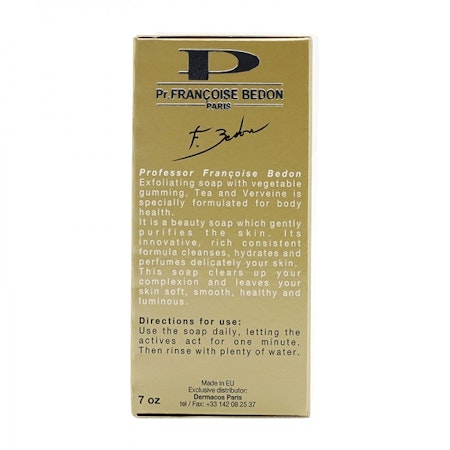 P
Pr. FRANÇOISE BEDON
PARIS
F. Bedon
Professor Françoise Bedon
Exfoliating soap with vegetable
gumming, Tea and Verveine is
specially formulated for body
health.
It is a beauty soap which gently
purifies the skin. Its
innovative, rich consistent
formula cleanses, hydrates and
perfumes delicately your skin.
This soap clears up your
complexion and leaves your
skin soft, smooth, healthy and
luminous.
Directions for use:
Use the soap daily, letting the
actives act for one minute.
Then rinse with plenty of water.
Made in EU
Exclusive distributor:
Dermacos Paris
7 oz
tel / Fax: +33 142 08 25 37